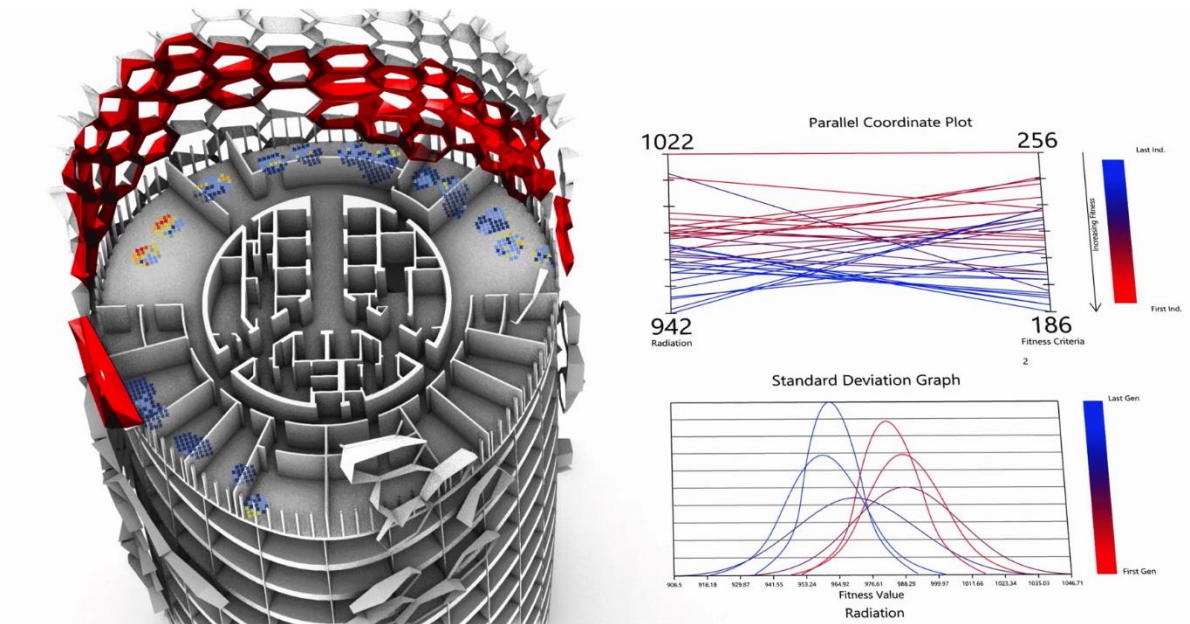 Parallel Coordinate Plot
1022
256
Last Ind.
Increasing Fitness
First Ind.
942
186
Radiation
Fitness Criteria
2
Standard Deviation Graph
Last Gen
First Gen
906.5 918.18 929.87 941.55 953.24 964.92 976.61 988.29 999.97 1011.66 1023.34 1035.03 1046.71
Fitness Value
Radiation